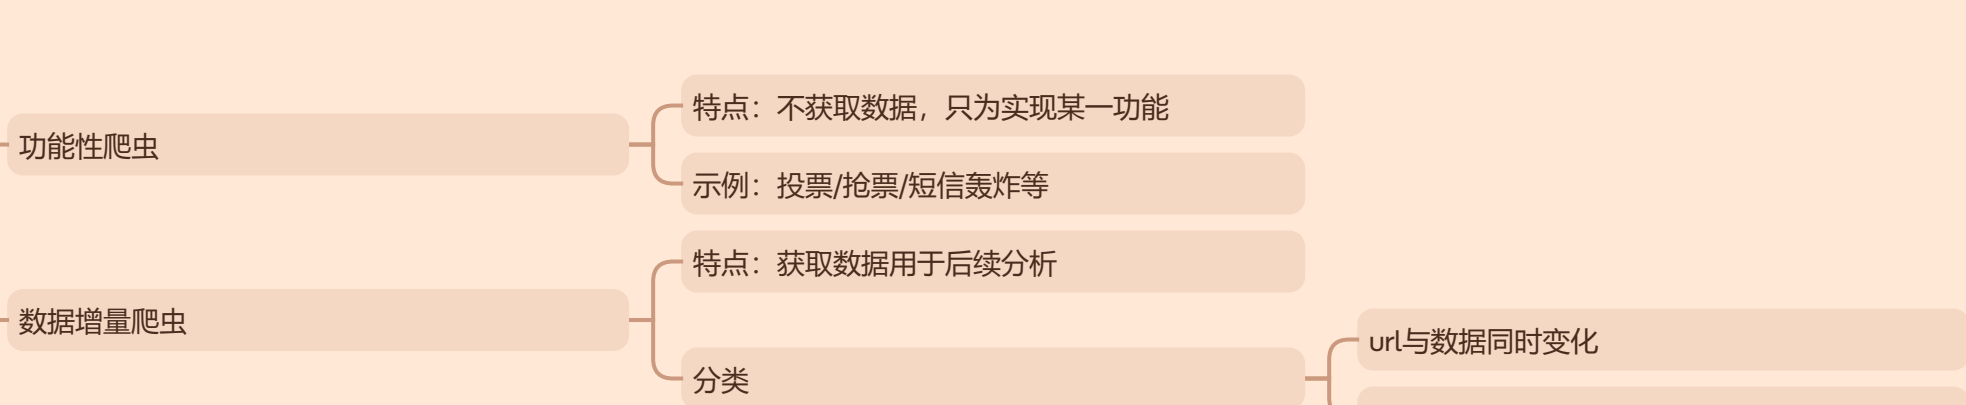 功能性爬虫
特点：不获取数据，只为实现某一功能
示例：投票/抢票/短信轰炸等
数据增量爬虫
特点：获取数据用于后续分析
分类
url与数据同时变化